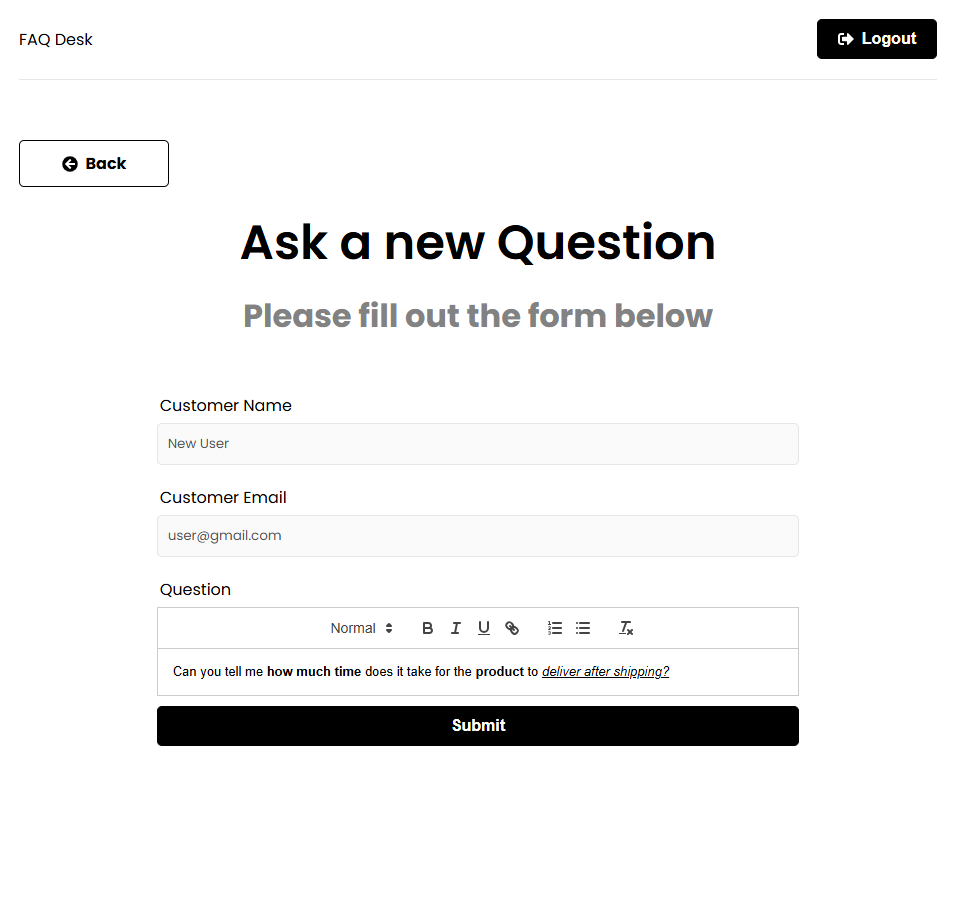 FAQ Desk
Logout
Back
Ask a new Question
Please fill out the form below
Customer Name
New User
Customer Email
user@gmail.com
Question
Normal B I U
Can you tell me how much time does it take for the product to deliver after shipping?
Submit